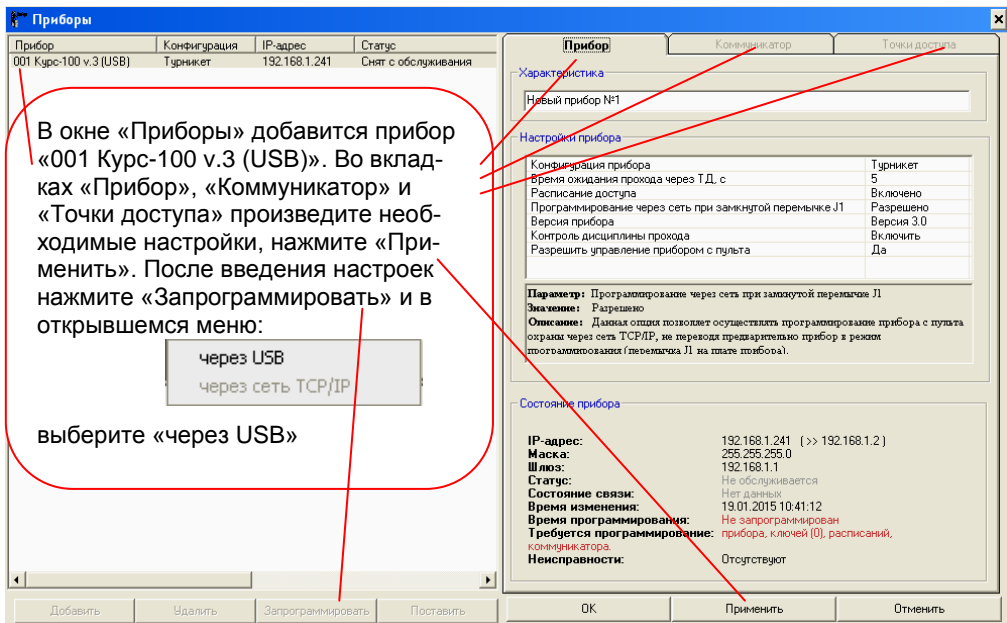 Приборы
Прибор Конфигурация IP-адрес Статус
001 Курс-100 v.3 (USB) Турникет 192.168.1.241 Снят с обслуживания
В окне «Приборы» добавится прибор
«001 Курс-100 v.3 (USB)». Во вклад-
ках «Прибор», «Коммуникатор» и
«Точки доступа» произведите необ-
ходимые настройки, нажмите «При-
менить». После введения настроек
нажмите «Запрограммировать» и в
открывшемся меню:
через USB
через сеть TCP/IP
выберите «через USB»
Добавить Удалить Запрограммировать Поставить
Прибор Коммуникатор Точки доступа
Характеристика
Новый прибор №1
Настройки прибора
Конфигурация прибора Турникет
Время ожидания прохода через Т.Д, с 5
Расписание доступа Включено
Программирование через сеть при замкнутой перемычке J1 Разрешено
Версия прибора Версия 3.0
Контроль дисциплины прохода Включить
Разрешить управление прибором с пульта Да
Параметр: Программирование через сеть при замкнутой перемычке J1
Значение: Разрешено
Описание: Данная опция позволяет осуществлять программирование прибора с пульта
охраны через сеть TCP/IP, не переводя предварительно прибор в режим
программирования (перемычка J1 на плате прибора).
Состояние прибора
IP-адрес: 192.168.1.241 ( >> 192.168.1.2 )
Маска: 255.255.255.0
Шлюз: 192.168.1.1
Статус: Не обслуживается
Состояние связи: Нет данных
Время изменения: 19.01.2015 10:41:12
Время программирования: Не запрограммирован
Требуется программирование: прибора, ключей (0), расписаний,
коммуникатора.
Неисправности: Отсутствуют
OK Применить Отменить